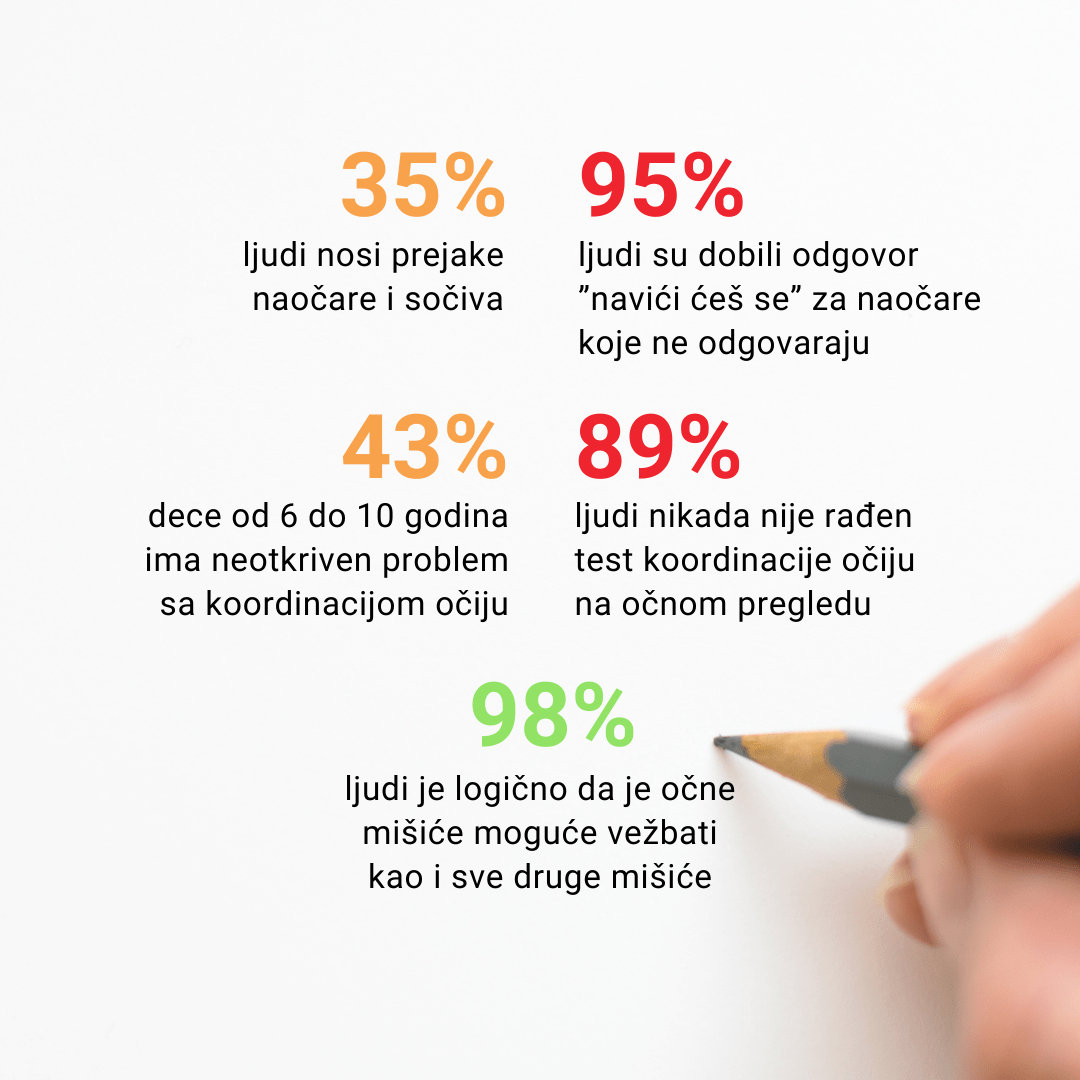 35%
ljudi nosi prejake
naočare i sočiva
95%
ljudi su dobili odgovor
”navići ćeš se” za naočare
koje ne odgovaraju
43%
dece od 6 do 10 godina
ima neotkriven problem
sa koordinacijom očiju
89%
ljudi nikada nije rađen
test koordinacije očiju
na očnom pregledu
98%
ljudi je logično da je očne
mišiće moguće vežbati
kao i sve druge mišiće